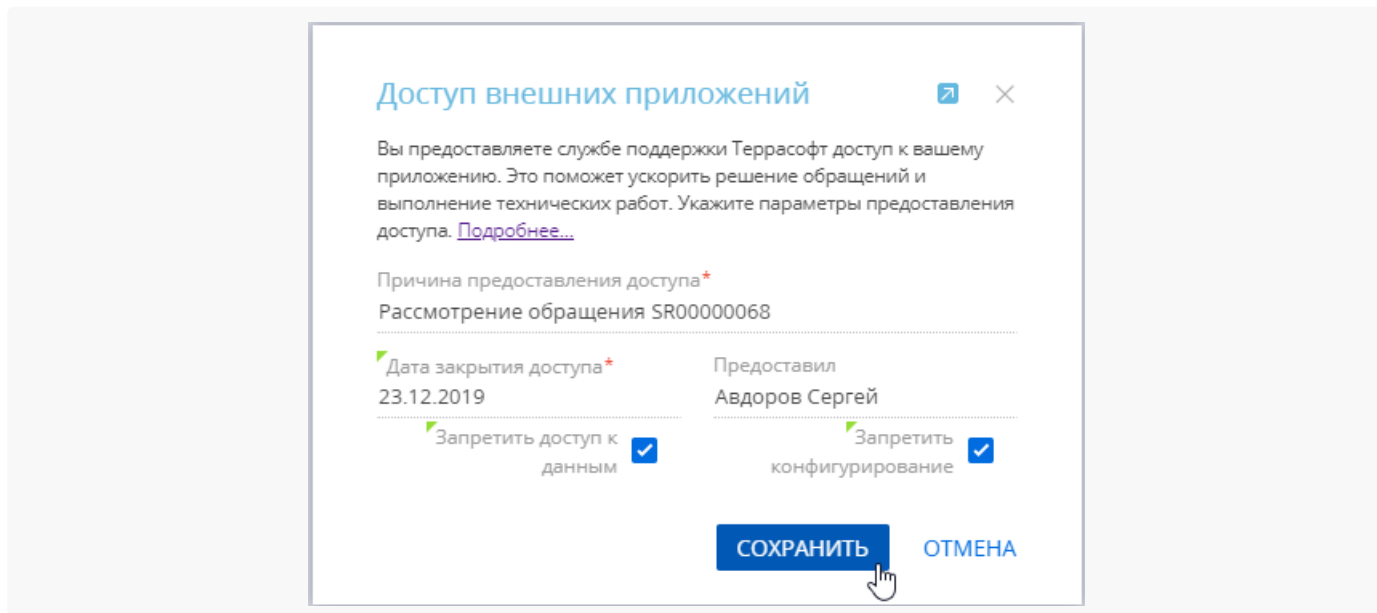 Доступ внешних приложений
Вы предоставляете службе поддержки Террасофт доступ к вашему
приложению. Это поможет ускорить решение обращений и
выполнение технических работ. Укажите параметры предоставления
доступа. Подробнее...
Причина предоставления доступа*
Рассмотрение обращения SR00000068
Дата закрытия доступа*
23.12.2019
Предоставил
Авдоров Сергей
Запретить доступ к
данным
Запретить
конфигурирование
СОХРАНИТЬ
ОТМЕНА